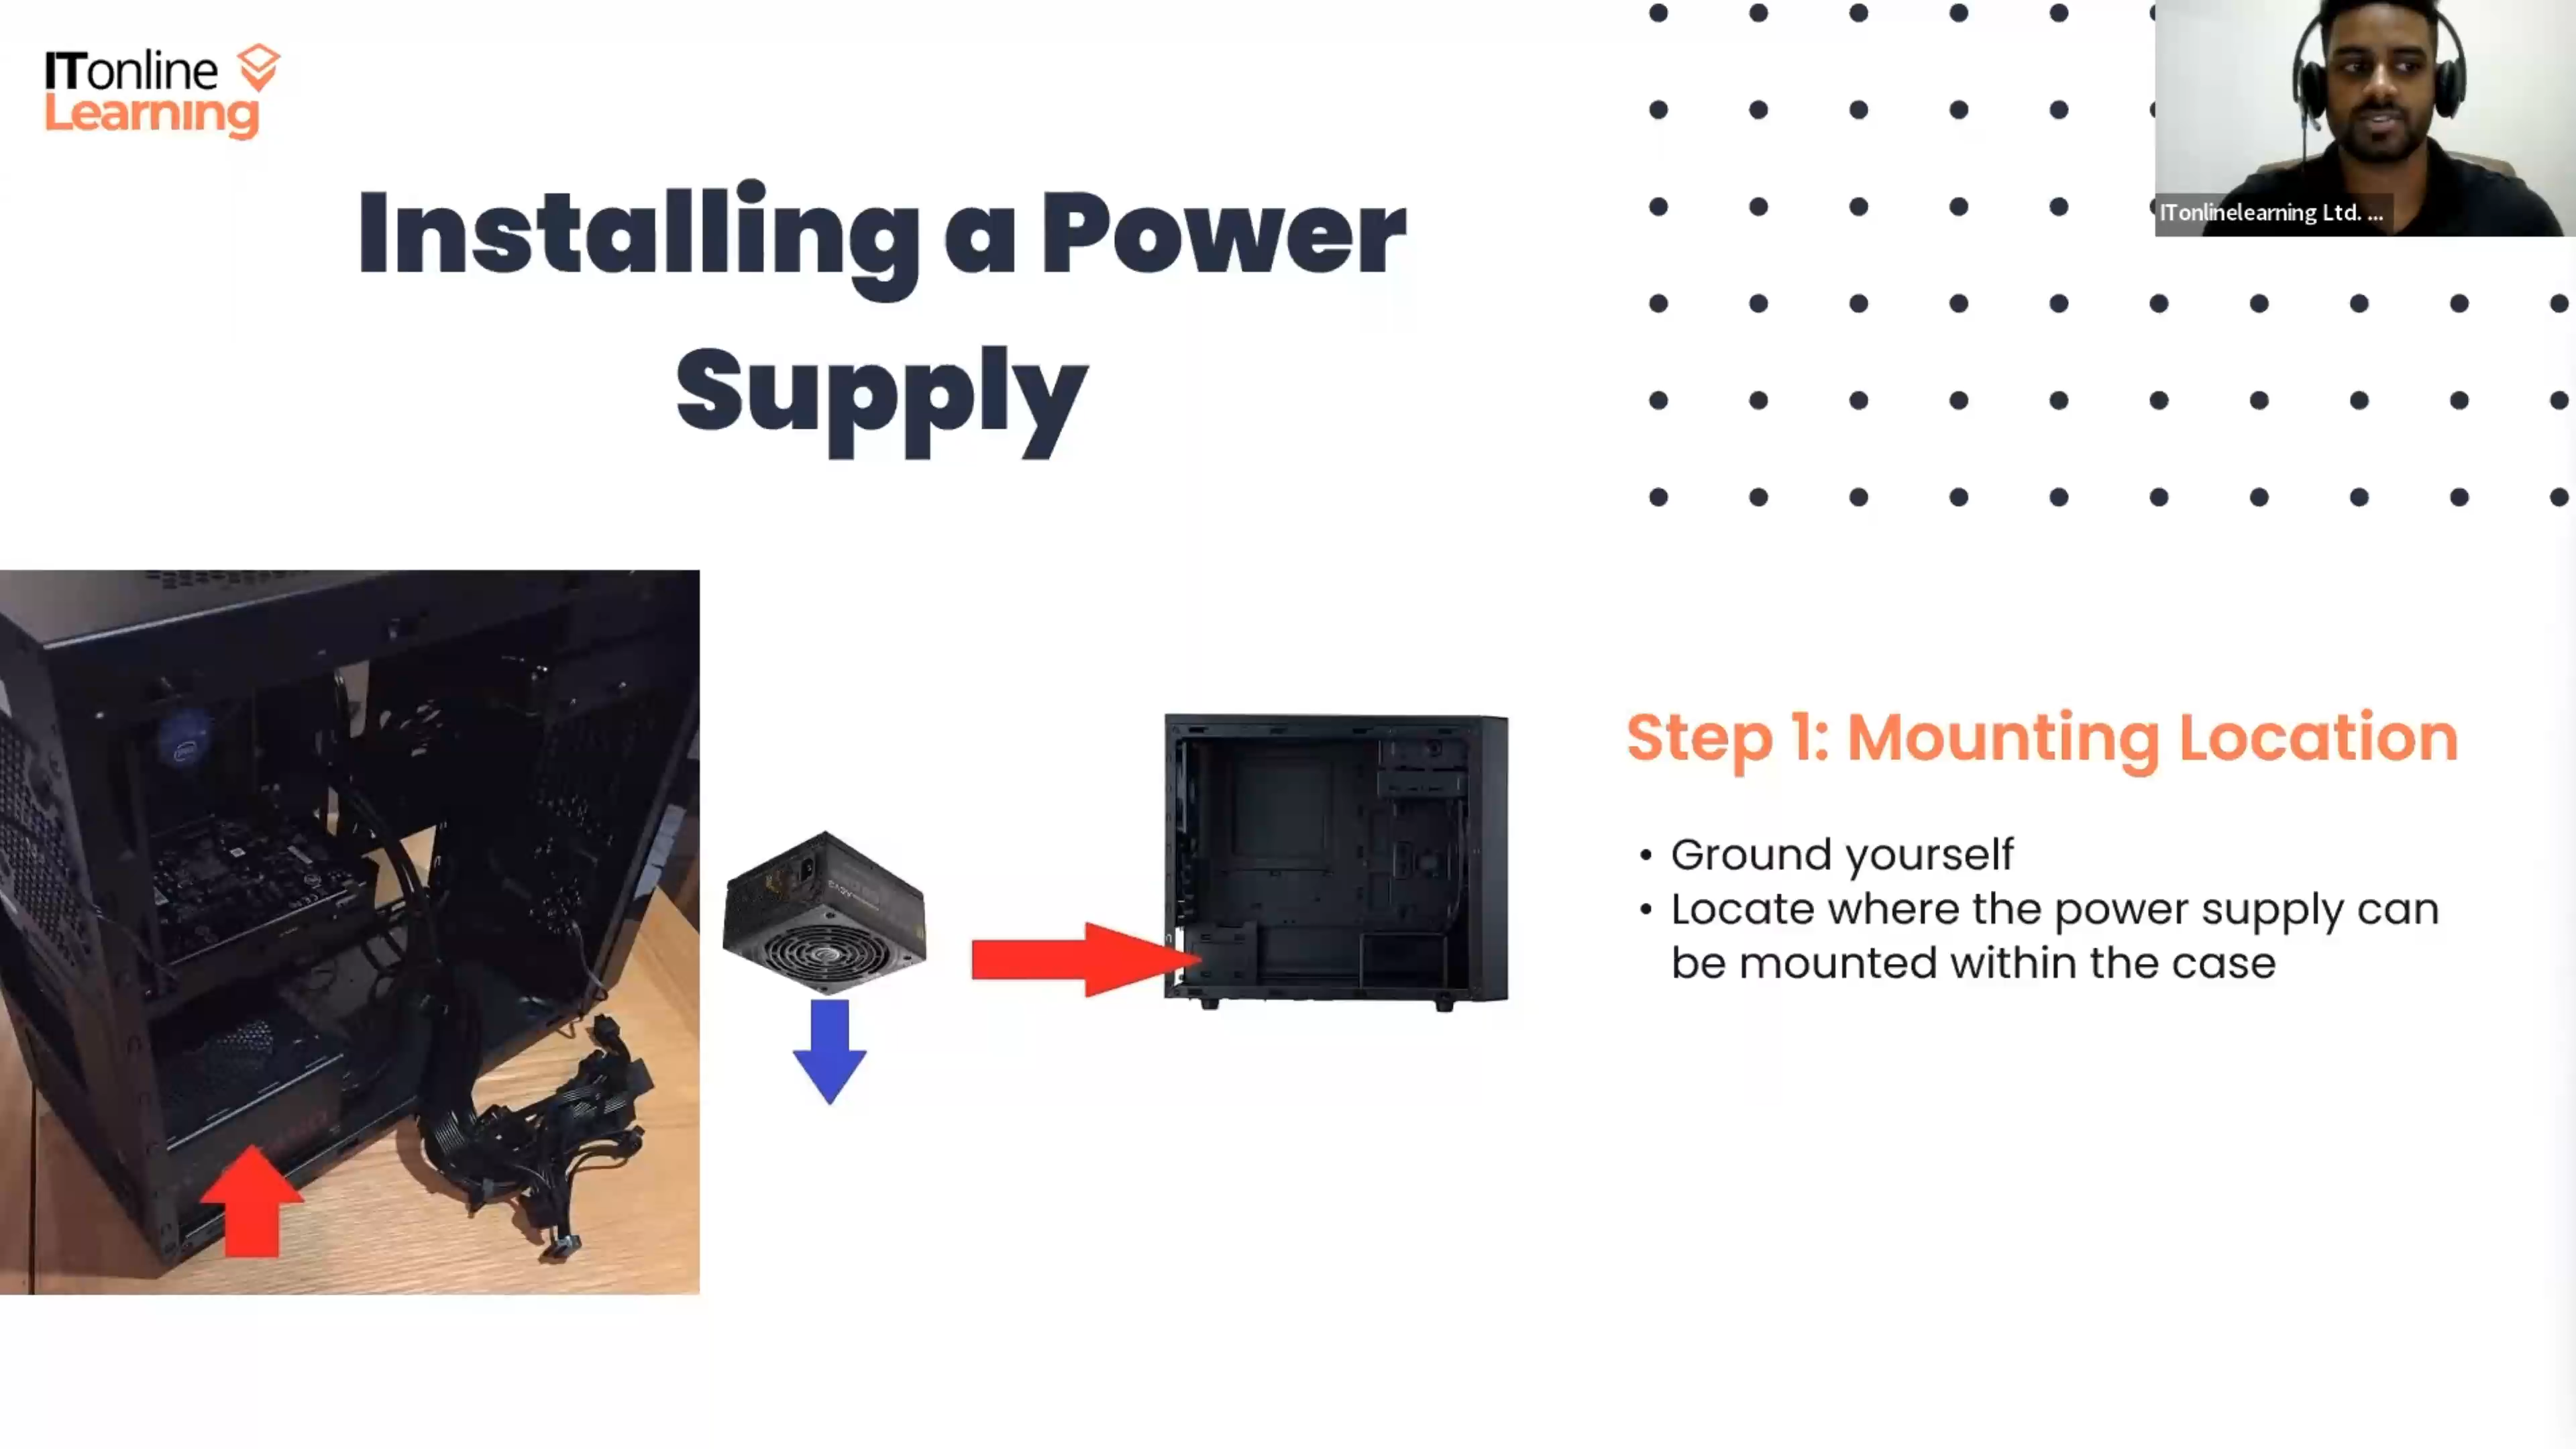 ITonline
Learning
Installing a Power
Supply
ITonlinelearning Ltd. ...
Step 1: Mounting Location
• Ground yourself
• Locate where the power supply can
be mounted within the case